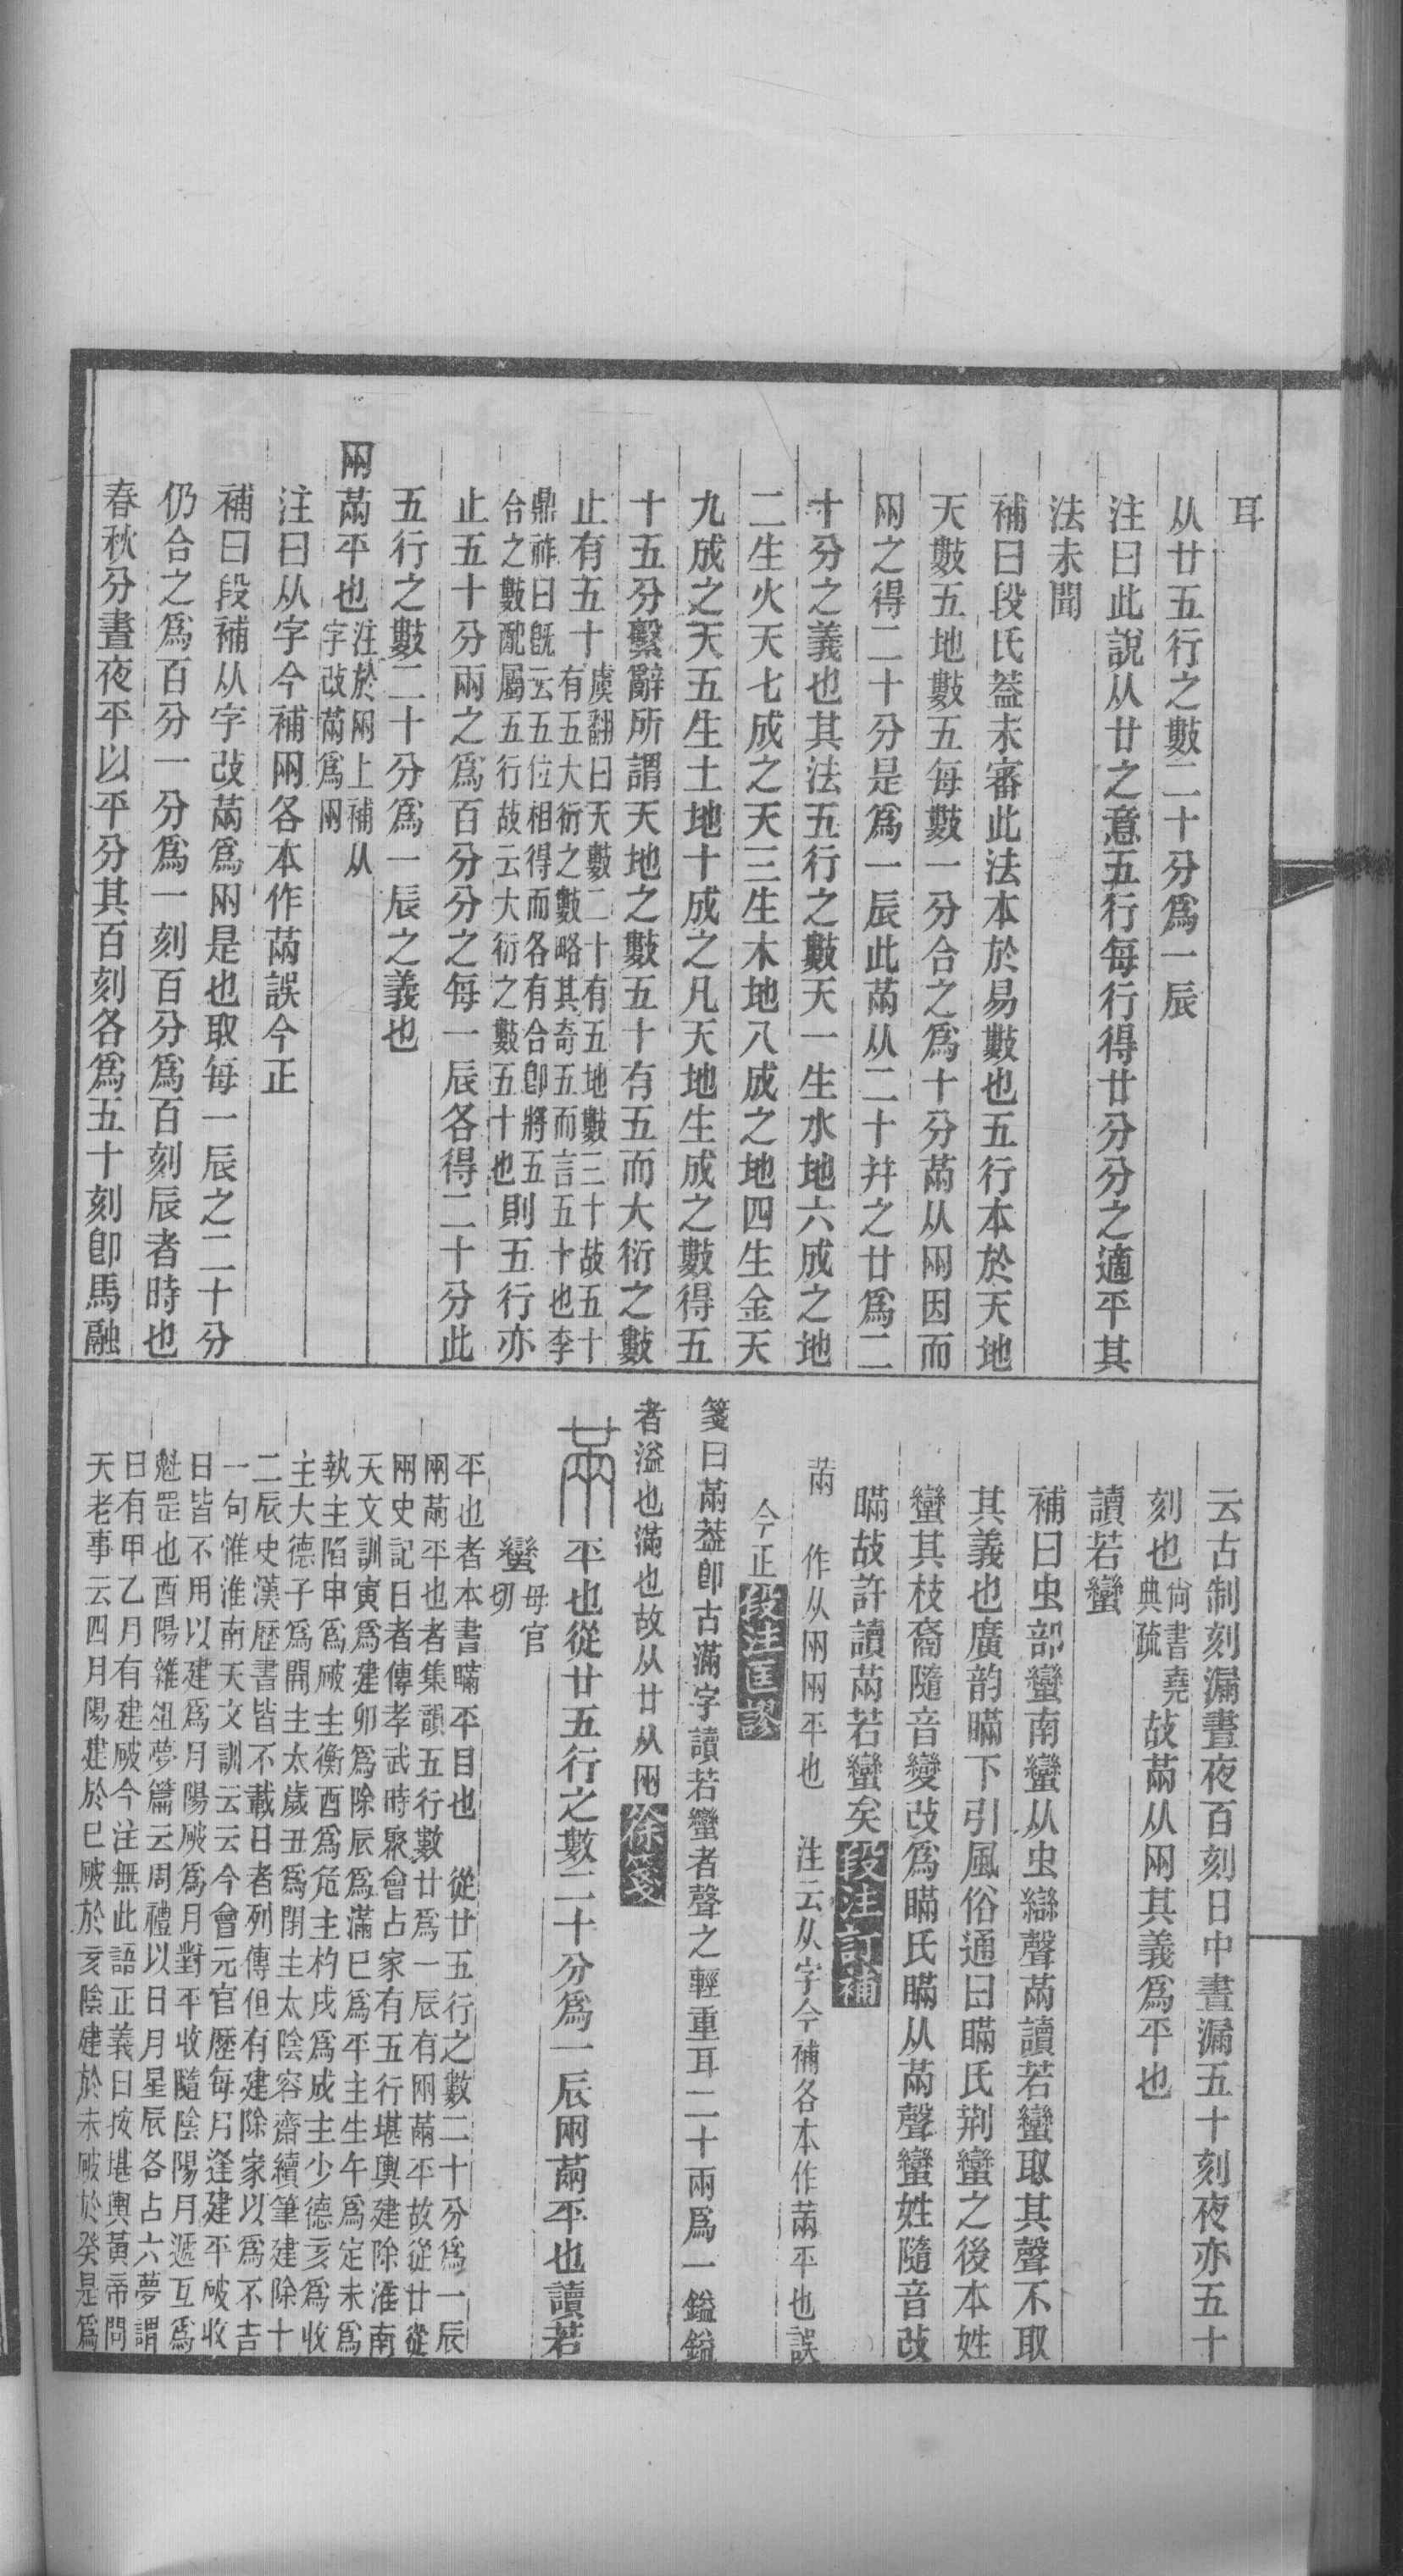 耳
从廿五行之數二十分爲一辰
注曰此說从廿之意五行每行得廿分分之適平其
法未聞
補曰段氏葢未審此法本於易數也五行本於天地
天數五地數五每數一分合之爲十分㒼从㒳因而
㒳之得二十分是爲一辰此㒼从二十幷之廿爲二
十分之義也其法五行之數天一生水地六成之地
二生火天七成之天三生木地八成之地四生金天
九成之天五生土地十成之凡天地生成之數得五
十五分繫辭所謂天地之數五十有五而大衍之數
止有五十虞翻曰天數二十有五地數三十故五十
有五大衍之數略其奇五而言五十也李
鼎祚曰旣云五位相得而各有合卽將五
合之數配屬五行故云大衍之數五十也則五行亦
止五十分兩之爲百分分之每一辰各得二十分此
五行之數二十分爲一辰之義也
㒳㒼平也注於㒳上補从
字改㒼爲㒳
注曰从字今補㒳各本作㒼誤今正
補曰段補从字改㒼爲㒳是也取每一辰之二十分
仍合之爲百分一分爲一刻百分爲百刻辰者時也
春秋分晝夜平以平分其百刻各爲五十刻卽馬融
云古制刻漏晝夜百刻日中晝漏五十刻夜亦五十
刻也尙書堯
典疏故㒼从㒳其義爲平也
讀若蠻
補曰虫部蠻南蠻从虫䜌聲㒼讀若蠻取其聲不取
其義也廣韵瞞下引風俗通曰瞞氏荆蠻之後本姓
蠻其枝裔隨音變改爲瞞氏瞞从㒼聲蠻姓隨音改
瞞故許讀㒼若蠻矣段注訂補
㒼 作从㒳㒳平也 注云从字今補各本作㒼平也誤
今正段注匡謬
箋曰㒼葢卽古滿字讀若蠻者聲之輕重耳二十兩爲一鎰鎰
者溢也滿也故从廿从㒳徐箋
㒼平也從廿五行之數二十分爲一辰㒳㒼平也讀若
蠻母官
切
平也者本書瞞平目也 從廿五行之數二十分爲一辰
㒳㒼平也者集韻五行數廿爲一辰有㒳㒼平故從廿從
㒳史記日者傳孝武時聚會占家有五行堪輿建除淮南
天文訓寅爲建卯爲除辰爲滿巳爲平主生午爲定未爲
執主陷申爲破主衡酉爲危主杓戌爲成主少德亥爲收
主大德子爲開主太歲丑爲閉主太陰容齋續筆建除十
二辰史漢歷書皆不載日者列傳但有建除家以爲不吉
一句惟淮南天文訓云云今會元官歷每月逢建平破收
日皆不用以建爲月陽破爲月對平收隨陰陽月遞互爲
魁罡也酉陽雜俎夢篇云周禮以日月星辰各占六夢謂
日有甲乙月有建破今注無此語正義曰按堪輿黃帝問
天老事云四月陽建於巳破於亥陰建於未破於癸是爲